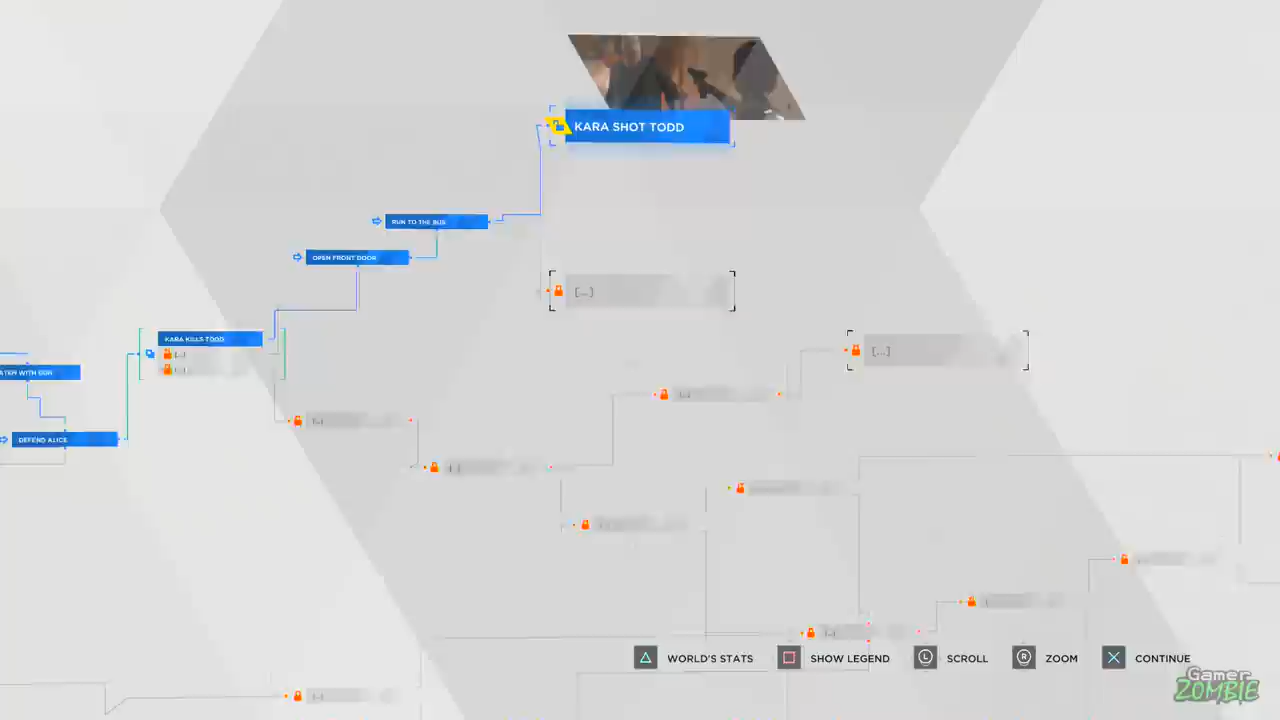 KARA SHOT TODD
RUN TO THE BUS
OPEN FRONT DOOR
[...]
KARA KILLS TODD
[...]
[...]
[...]
WITH GUN
[...]
[...]
DEFEND ALICE
[...]
[...]
[...]
WORLD'S STATS
SHOW LEGEND
L
SCROLL
R
ZOOM
CONTINUE
[...]
Gamer
ZOMBIE